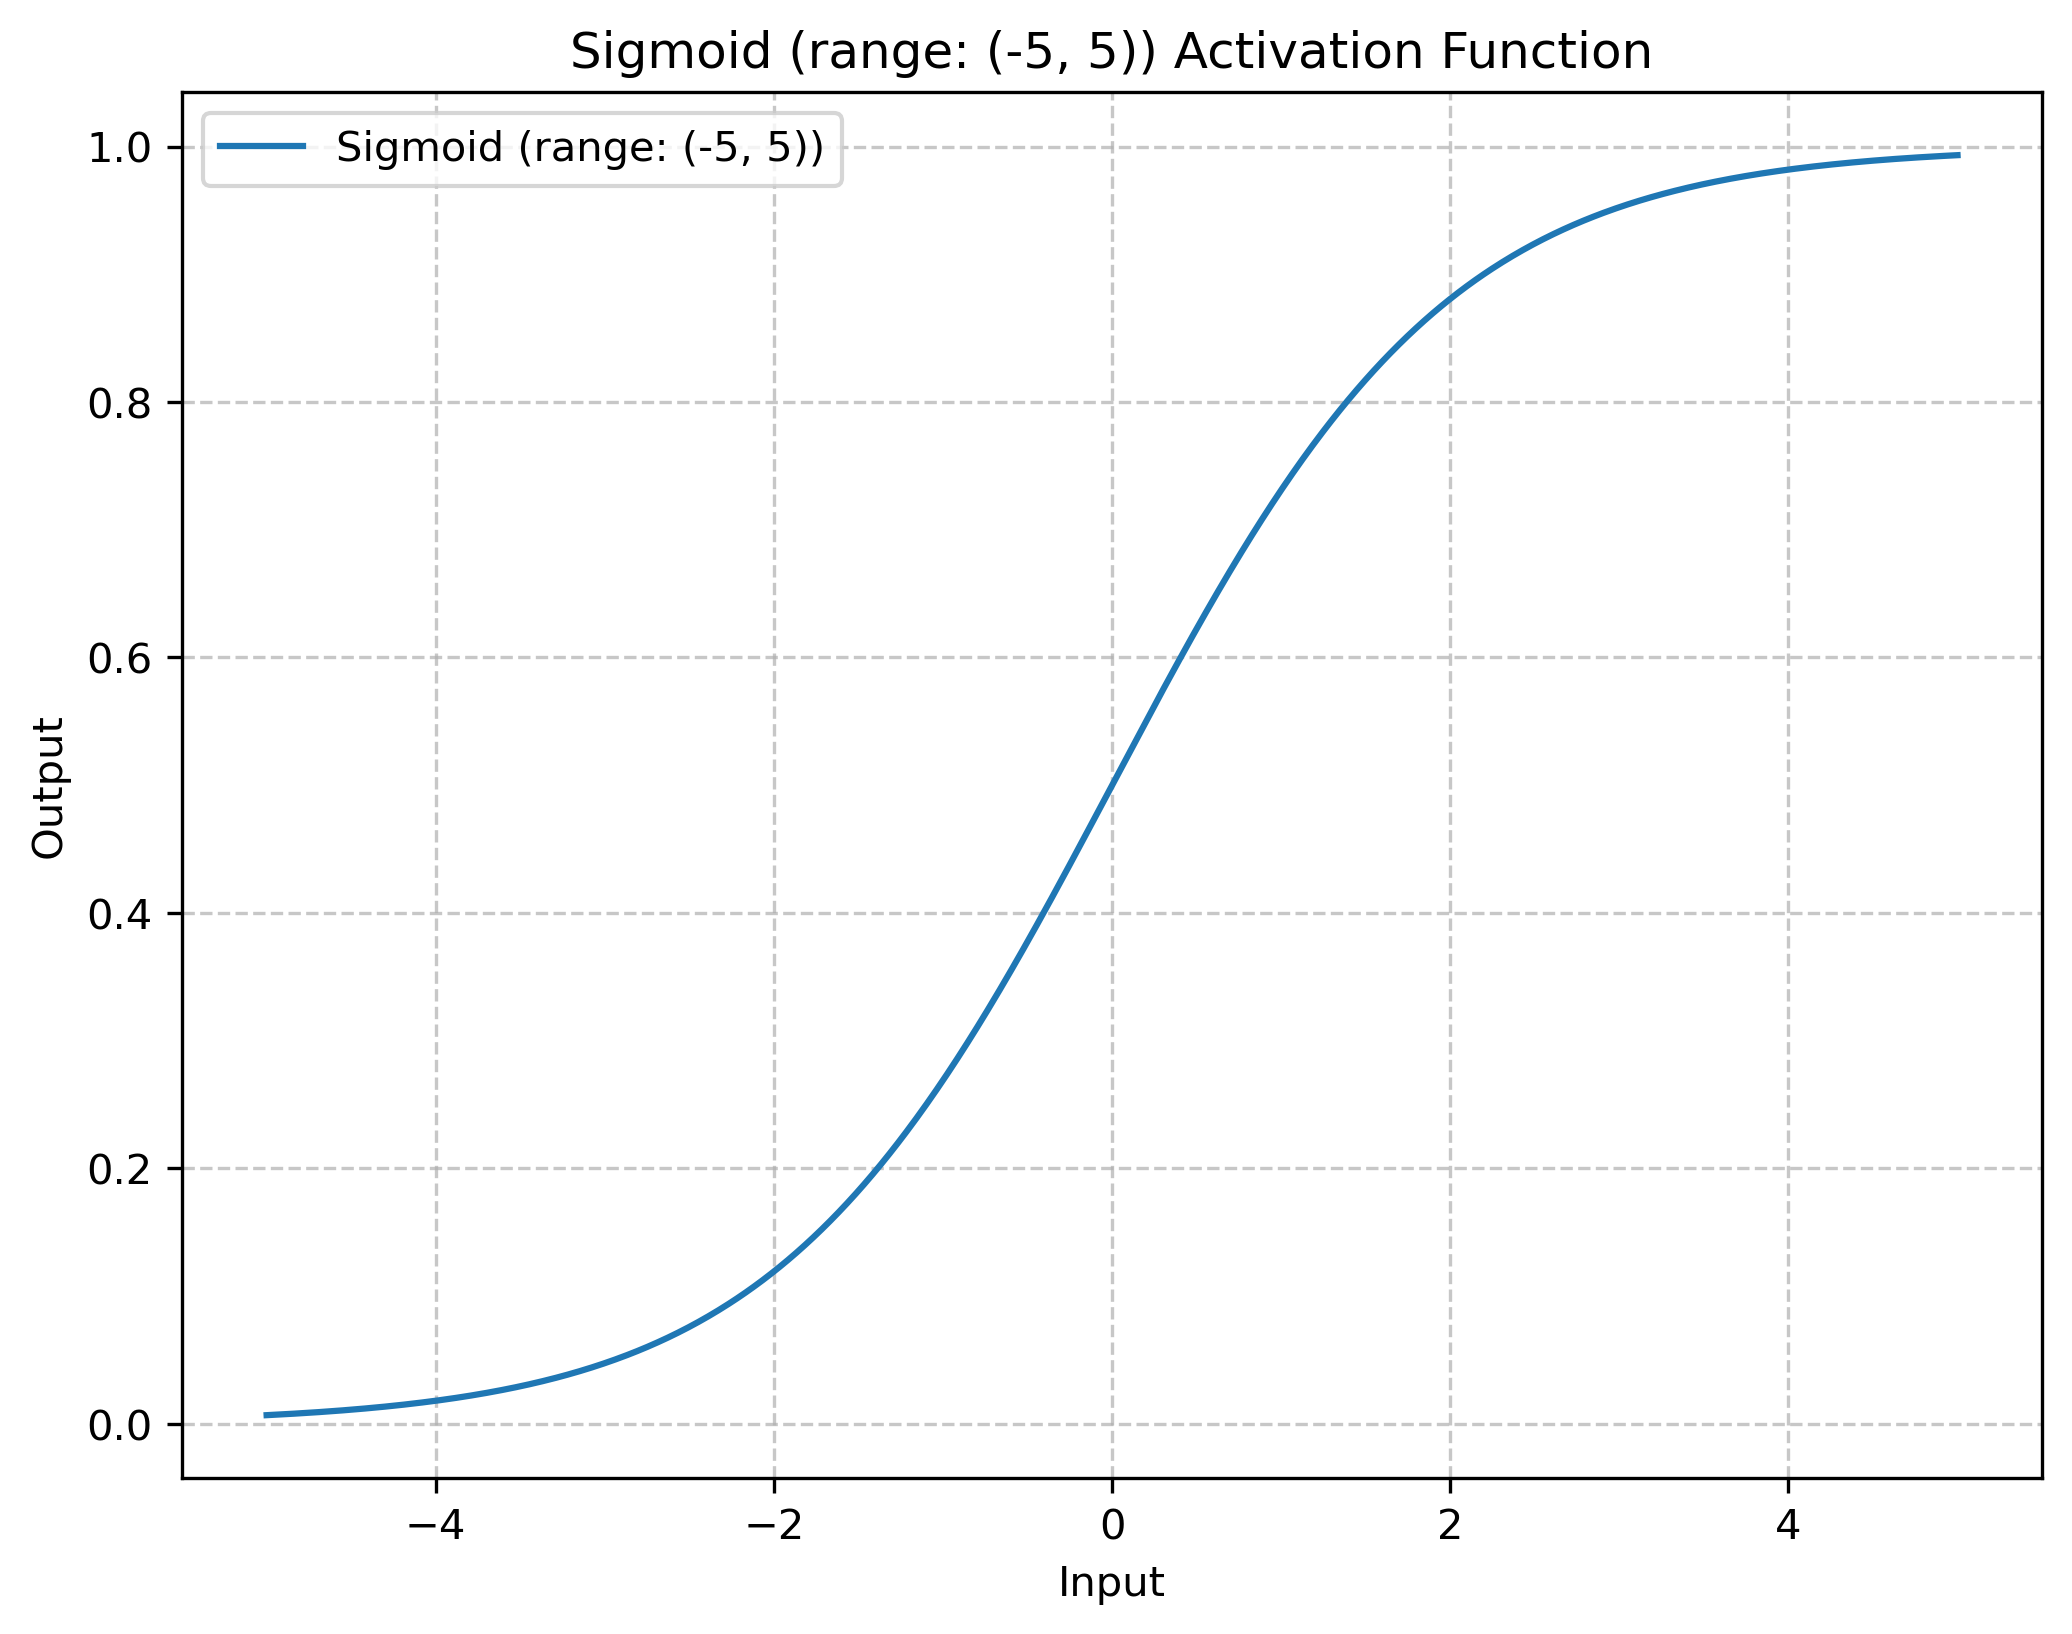 Sigmoid (range: (-5, 5)) Activation Function
Sigmoid (range: (-5, 5))
1.0
0.8
0.6
0.4
0.2
0.0
Output
−4
−2
0
2
4
Input